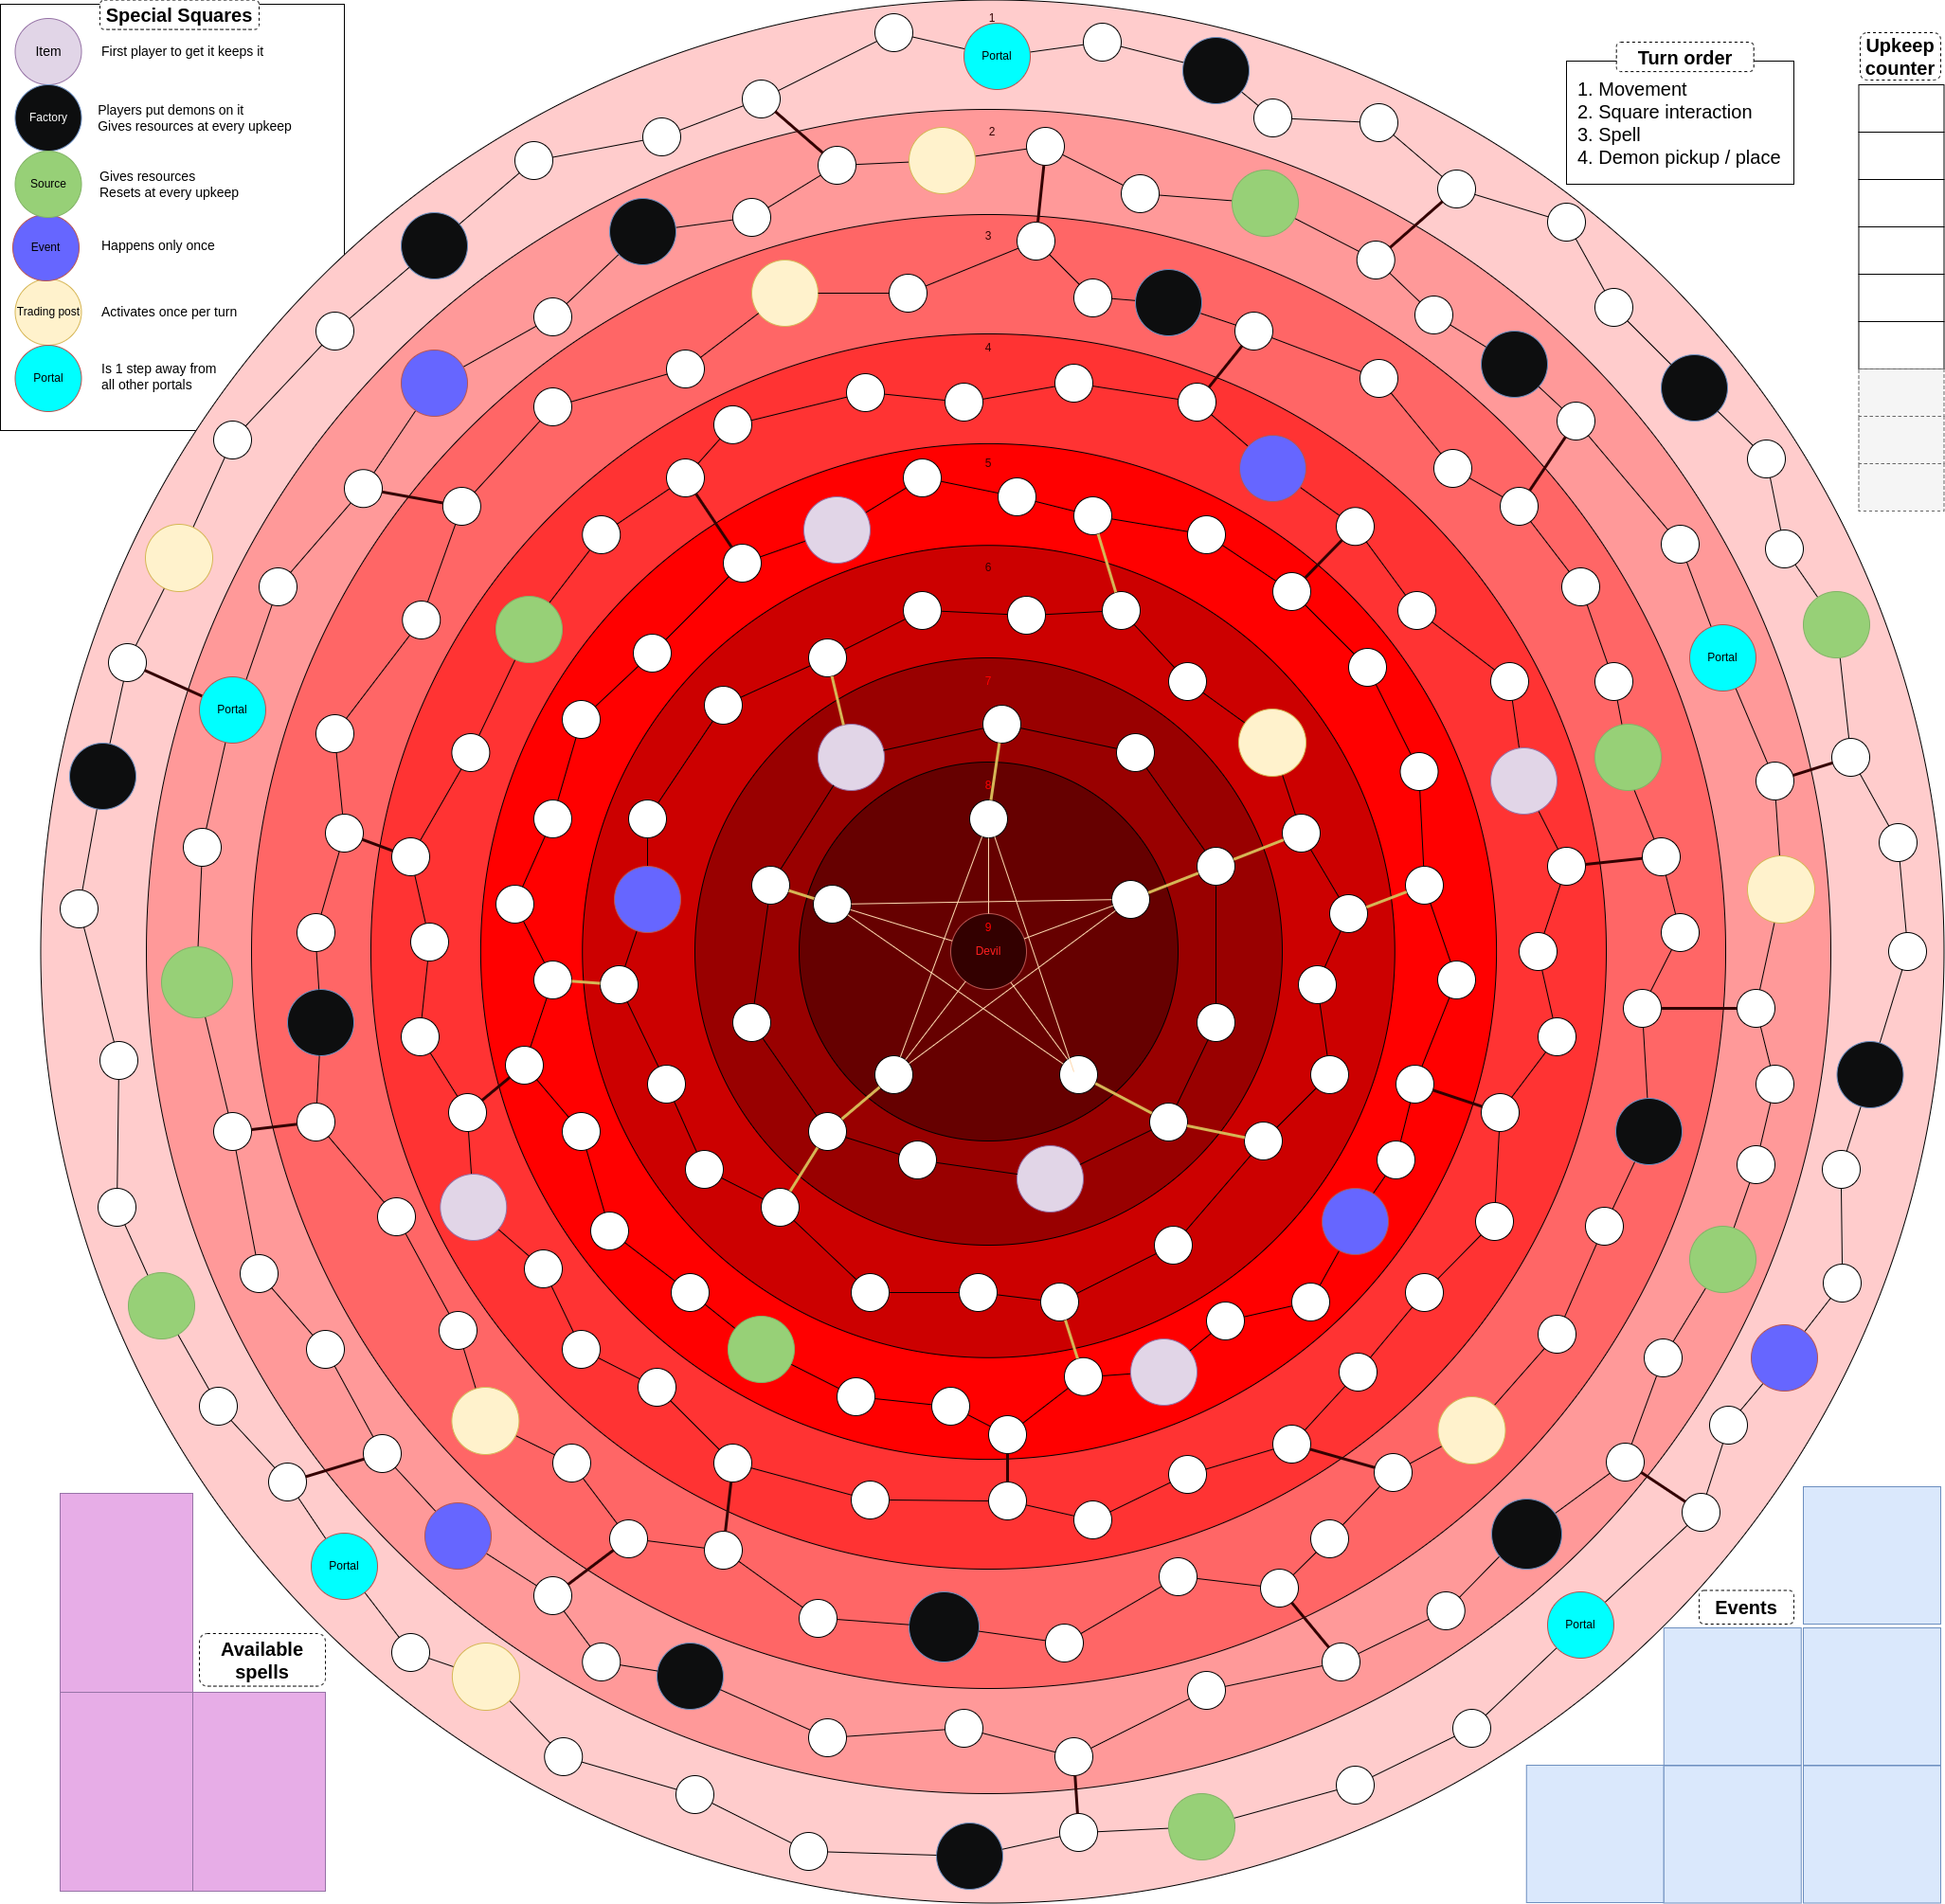 Special Squares
Item
First player to get it keeps it
Factory
Players put demons on it
Gives resources at every upkeep
Source
Gives resources
Resets at every upkeep
Event
Happens only once
Trading post
Activates once per turn
Portal
Is 1 step away from
all other portals
Turn order
1. Movement
2. Square interaction
3. Spell
4. Demon pickup / place
Upkeep
counter
1
Portal
2
3
4
5
6
Portal
7
Portal
8
9
Devil
Portal
Portal
Available
spells
Events